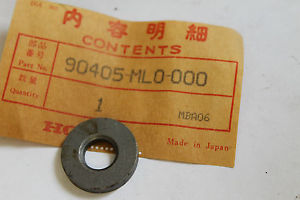 内容明細
CONTENTS
部品番号
Part No.
90405-ML0-000
数量
Quantity
1
MBA06
HO
Made in Japan